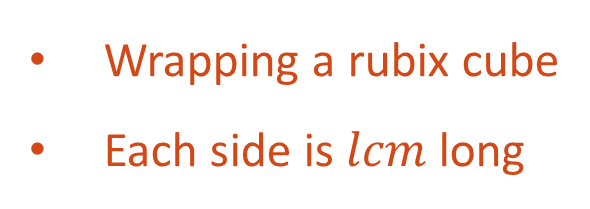 • Wrapping a rubix cube
• Each side is lcm long